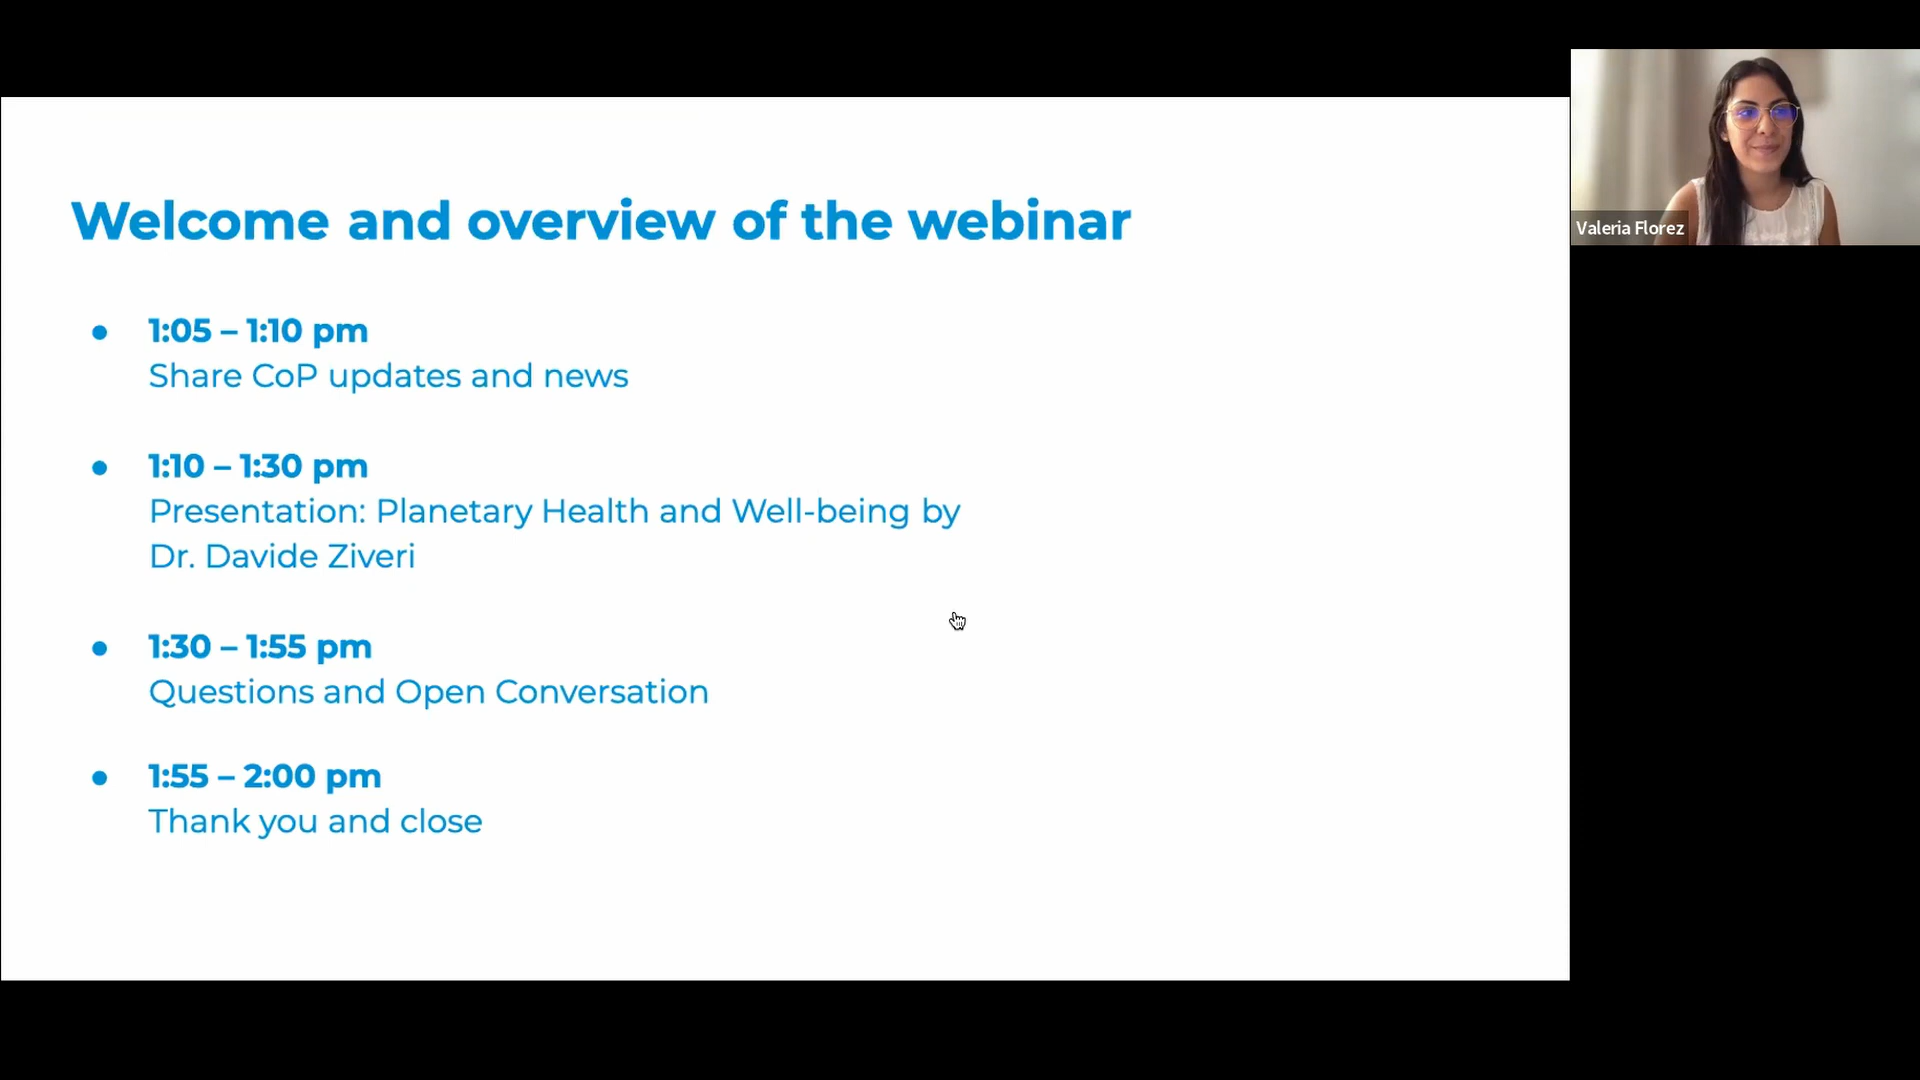 Welcome and overview of the webinar
● 1:05 – 1:10 pm
Share CoP updates and news
● 1:10 – 1:30 pm
Presentation: Planetary Health and Well-being by
Dr. Davide Ziveri
● 1:30 – 1:55 pm
Questions and Open Conversation
● 1:55 – 2:00 pm
Thank you and close
Valeria Florez